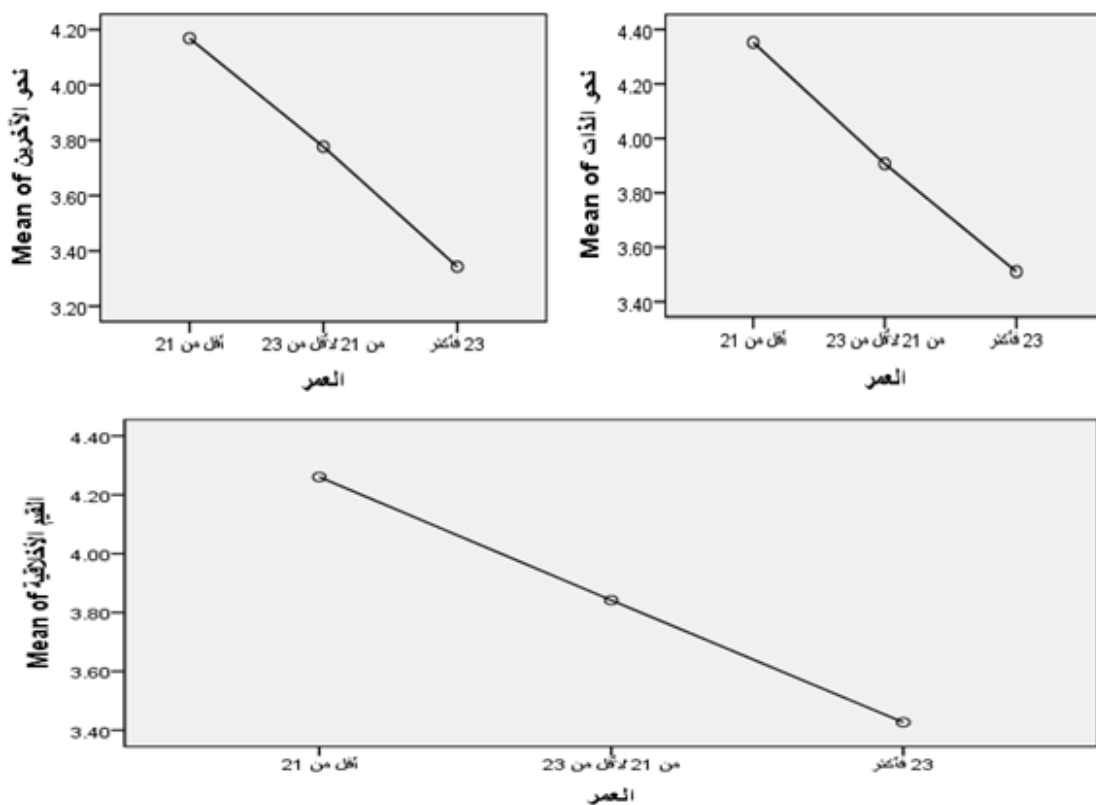 Mean of نحو الآخرين
4.20
4.00
3.80
3.60
3.40
3.20
أقل من 21
من 21 لأقل من 23
23 فأكثر
العمر
Mean of نحو الذات
4.40
4.20
4.00
3.80
3.60
3.40
أقل من 21
من 21 لأقل من 23
23 فأكثر
العمر
Mean of القيم الأخلاقية
4.40
4.20
4.00
3.80
3.60
3.40
أقل من 21
من 21 لأقل من 23
23 فأكثر
العمر